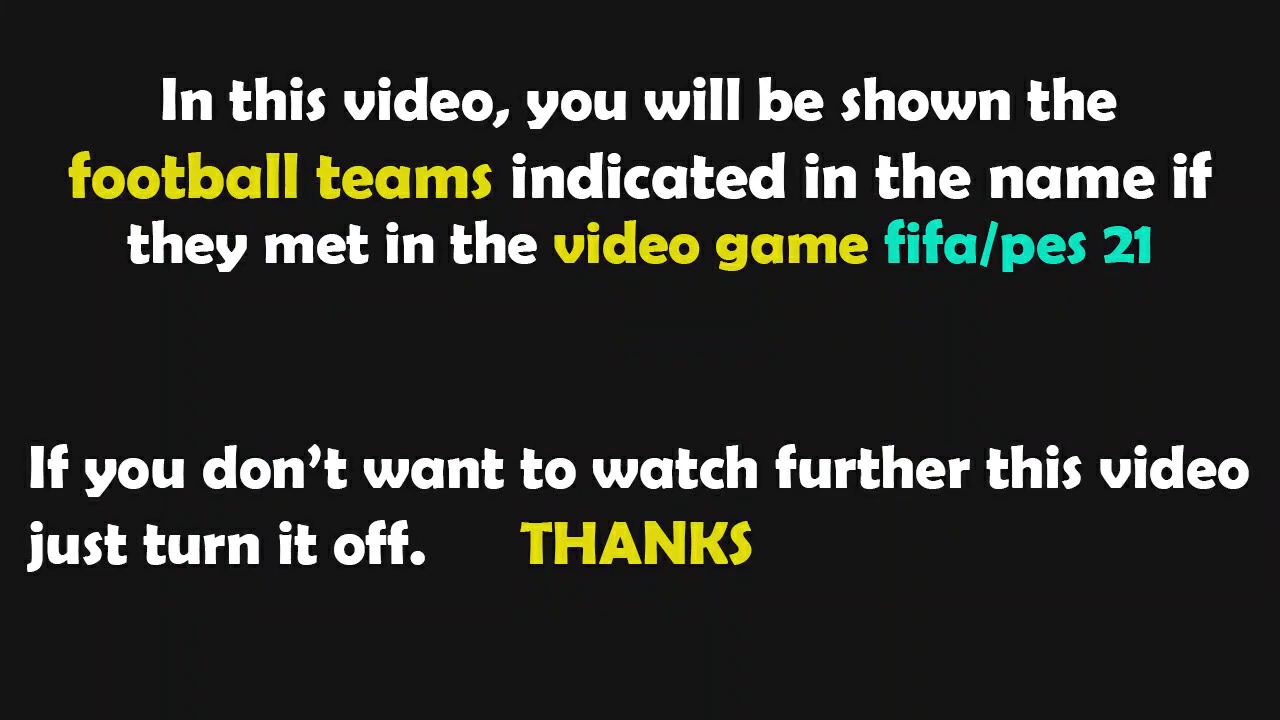 In this video, you will be shown the
football teams indicated in the name if
they met in the video game fifa/pes 21
If you don't want to watch further this video
just turn it off. THANKS